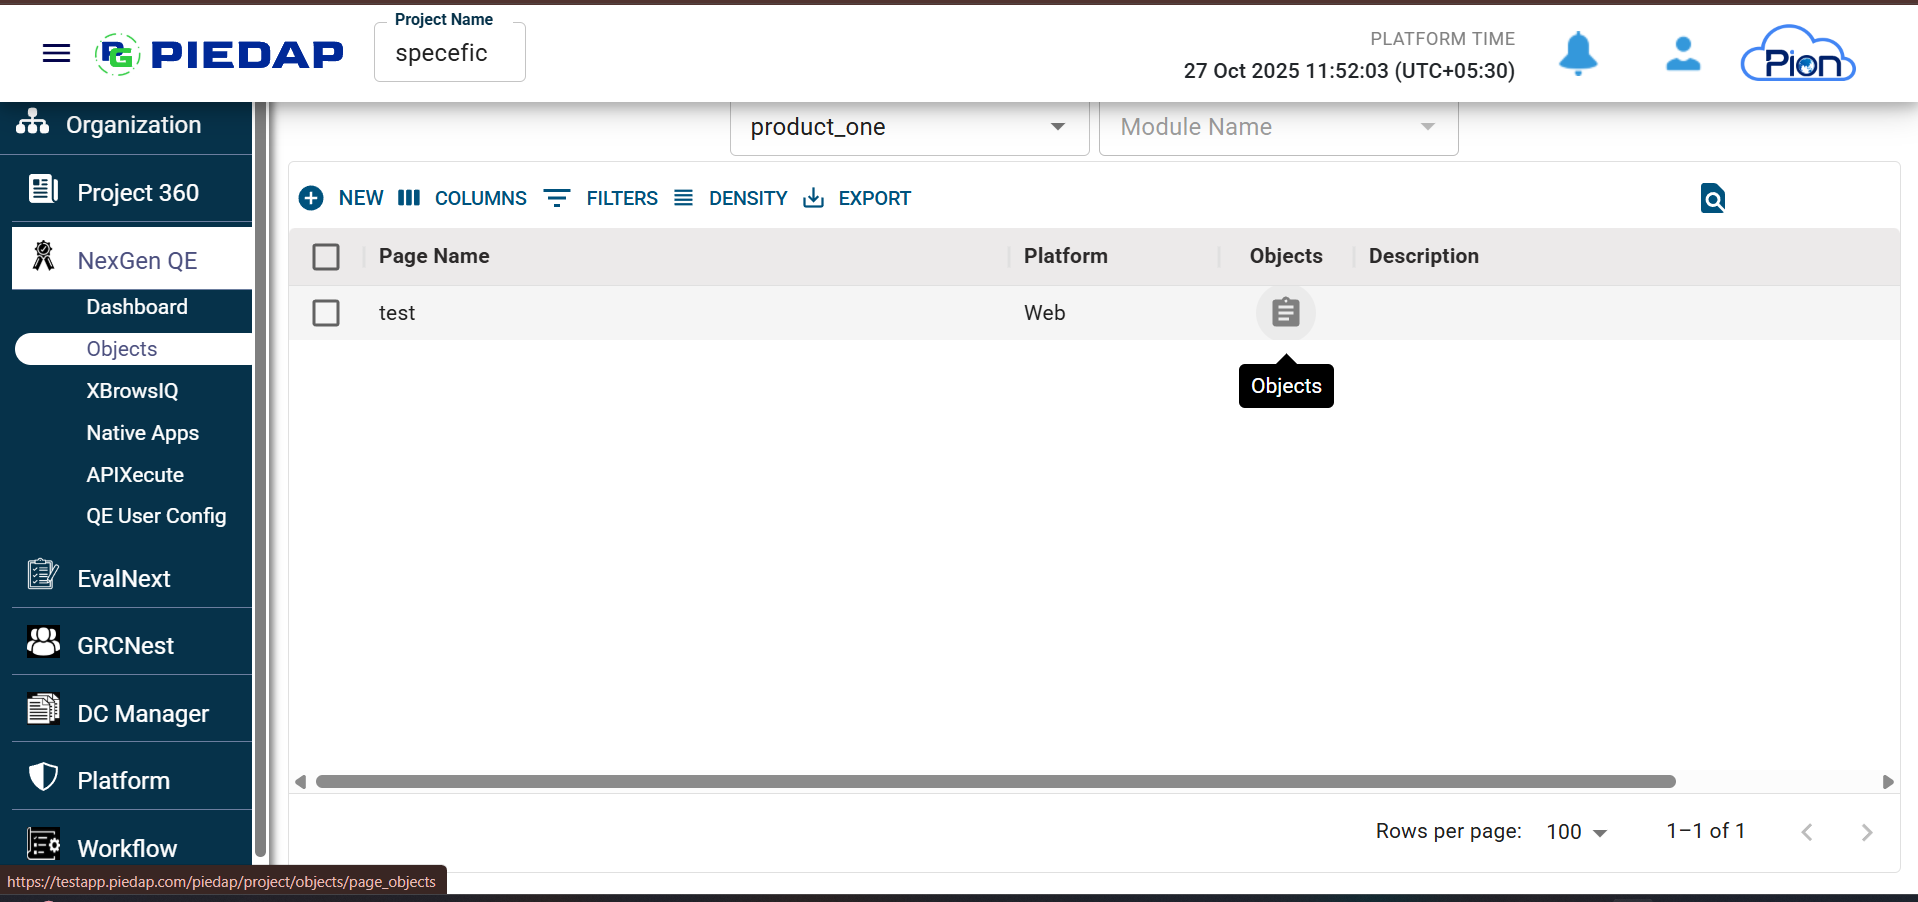 Project Name
PIEDAP
specefic
PLATFORM TIME
27 Oct 2025 11:52:03 (UTC+05:30)
Pion
Organization
product_one
Module Name
Project 360
NEW COLUMNS FILTERS DENSITY EXPORT
NexGen QE
Page Name Platform Objects Description
Dashboard
test Web
Objects
Objects
XBrowsIQ
Native Apps
APIXecute
QE User Config
EvalNext
GRCNest
DC Manager
Platform
Workflow
Rows per page: 100 1–1 of 1
https://testapp.piedap.com/piedap/project/objects/page_objects